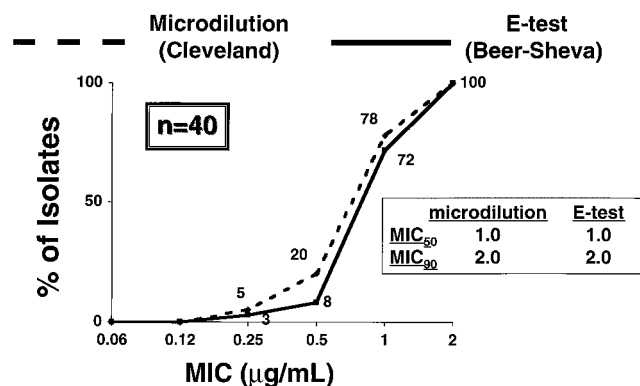 Microdilution E-test
(Cleveland) (Beer-Sheva)
100
n=40
78
100
72
% of Isolates
50
microdilution E-test
MIC50 1.0 1.0
MIC90 2.0 2.0
20
5
8
3
0
0.06 0.12 0.25 0.5 1 2
MIC (µg/mL)